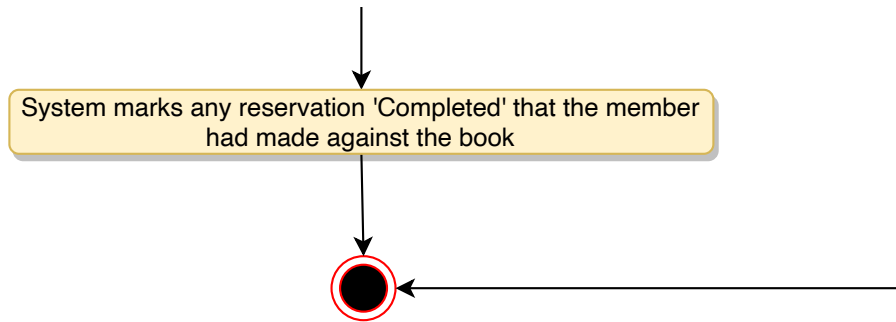 System marks any reservation 'Completed' that the member
had made against the book